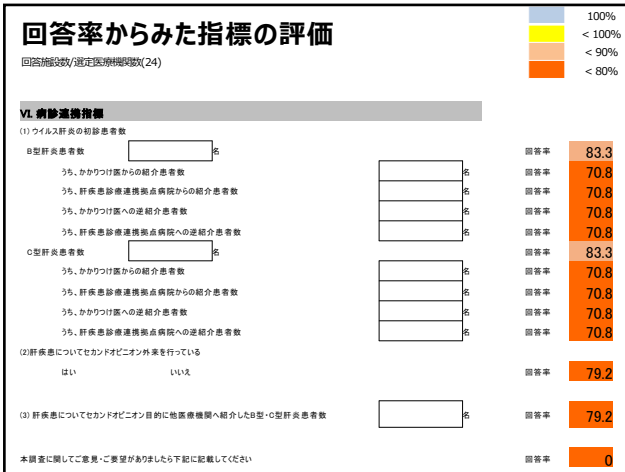 回答率からみた指標の評価
回答施設数/選定医療機関数(24)
100%
< 100%
< 90%
< 80%
VI. 病診連携指標
(1) ウイルス肝炎の初診患者数
B型肝炎患者数 名 回答率 83.3
うち、かかりつけ医からの紹介患者数 名 回答率 70.8
うち、肝疾患診療連携拠点病院からの紹介患者数 名 回答率 70.8
うち、かかりつけ医への逆紹介患者数 名 回答率 70.8
うち、肝疾患診療連携拠点病院への逆紹介患者数 名 回答率 70.8
C型肝炎患者数 名 回答率 83.3
うち、かかりつけ医からの紹介患者数 名 回答率 70.8
うち、肝疾患診療連携拠点病院からの紹介患者数 名 回答率 70.8
うち、かかりつけ医への逆紹介患者数 名 回答率 70.8
うち、肝疾患診療連携拠点病院への逆紹介患者数 名 回答率 70.8
(2)肝疾患についてセカンドオピニオン外来を行っている
はい いいえ 回答率 79.2
(3) 肝疾患についてセカンドオピニオン目的に他医療機関へ紹介したB型・C型肝炎患者数 名 回答率 79.2
本調査に関してご意見・ご要望がありましたら下記に記載してください 回答率 0